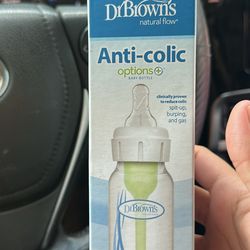 Dr Brown's
natural flow®
Anti-colic
options+
BABY BOTTLE
clinically proven
to reduce colic
spit-up,
burping,
and gas
Dr Brown's